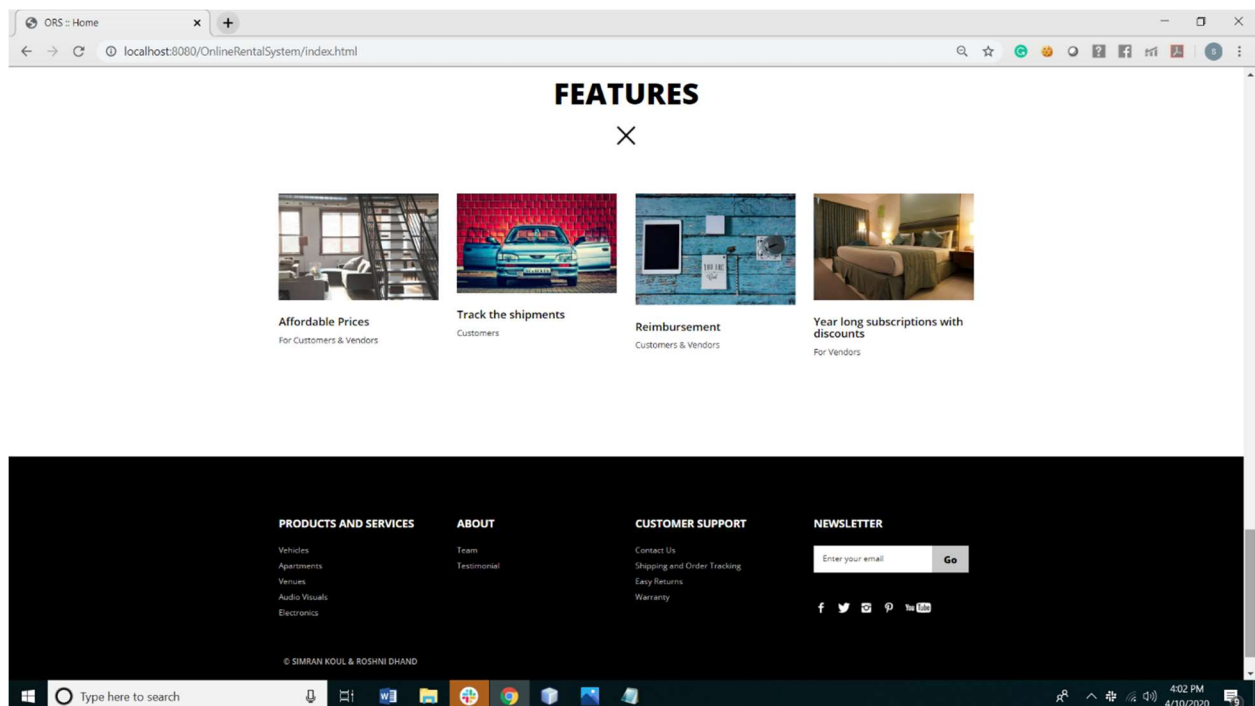 ORS :: Home
localhost:8080/OnlineRentalSystem/index.html
FEATURES
Affordable Prices
For Customers & Vendors
Track the shipments
Customers
Reimbursement
Customers & Vendors
Year long subscriptions with
discounts
For Vendors
PRODUCTS AND SERVICES
Vehicles
Apartments
Venues
Audio Visuals
Electronics
ABOUT
Team
Testimonial
CUSTOMER SUPPORT
Contact Us
Shipping and Order Tracking
Easy Returns
Warranty
NEWSLETTER
Enter your email
Go
You Tube
© SIMRAN KOUL & ROSHNI DHAND
Type here to search
4:02 PM
4/10/2020
9